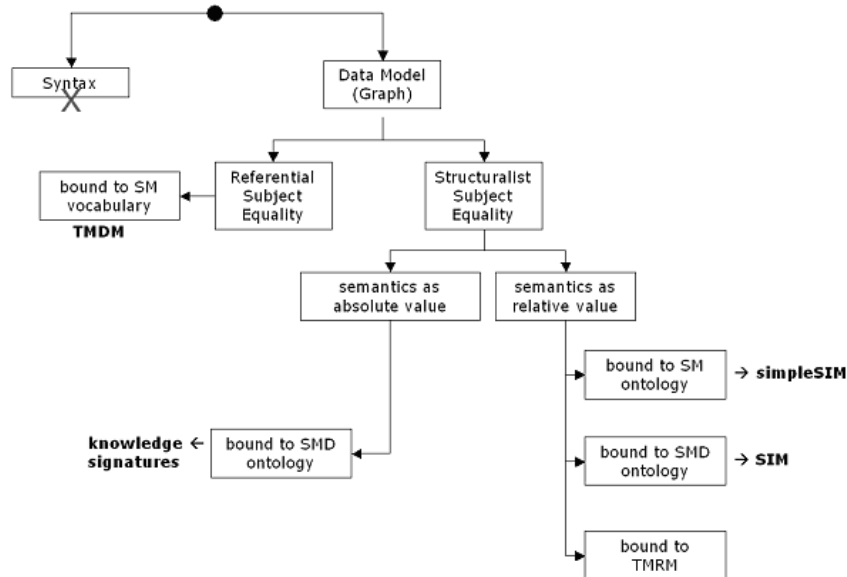 Syntax
X
Data Model
(Graph)
bound to SM
vocabulary
TMDM
Referential
Subject
Equality
Structuralist
Subject
Equality
semantics as
absolute value
semantics as
relative value
bound to SM
ontology
→ simpleSIM
knowledge ←
signatures
bound to SMD
ontology
bound to SMD
ontology
→ SIM
bound to
TMRM